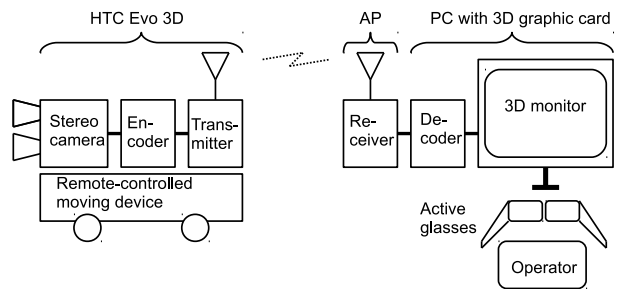 HTC Evo 3D
AP
PC with 3D graphic card
Stereo
camera
En-
coder
Trans-
mitter
Re-
ceiver
De-
coder
3D monitor
Remote-controlled
moving device
Active
glasses
Operator